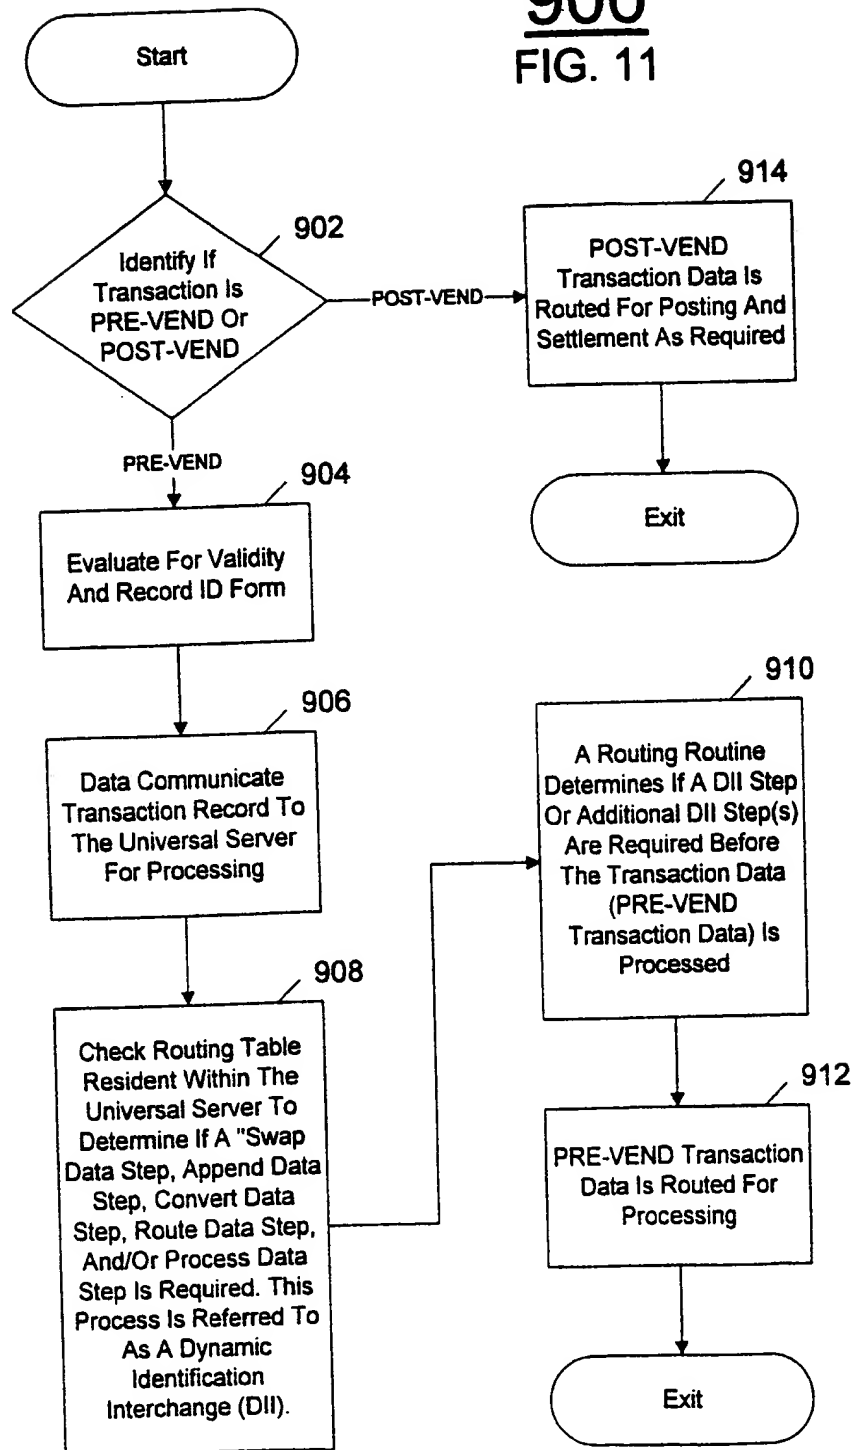 900
FIG. 11
Start
902
Identify If
Transaction Is
PRE-VEND Or
POST-VEND
POST-VEND
914
POST-VEND
Transaction Data Is
Routed For Posting And
Settlement As Required
Exit
PRE-VEND
904
Evaluate For Validity
And Record ID Form
906
Data Communicate
Transaction Record To
The Universal Server
For Processing
908
Check Routing Table
Resident Within The
Universal Server To
Determine If A "Swap
Data Step, Append Data
Step, Convert Data
Step, Route Data Step,
And/Or Process Data
Step Is Required. This
Process Is Referred To
As A Dynamic
Identification
Interchange (DII).
910
A Routing Routine
Determines If A DII Step
Or Additional DII Step(s)
Are Required Before
The Transaction Data
(PRE-VEND
Transaction Data) Is
Processed
912
PRE-VEND Transaction
Data Is Routed For
Processing
Exit